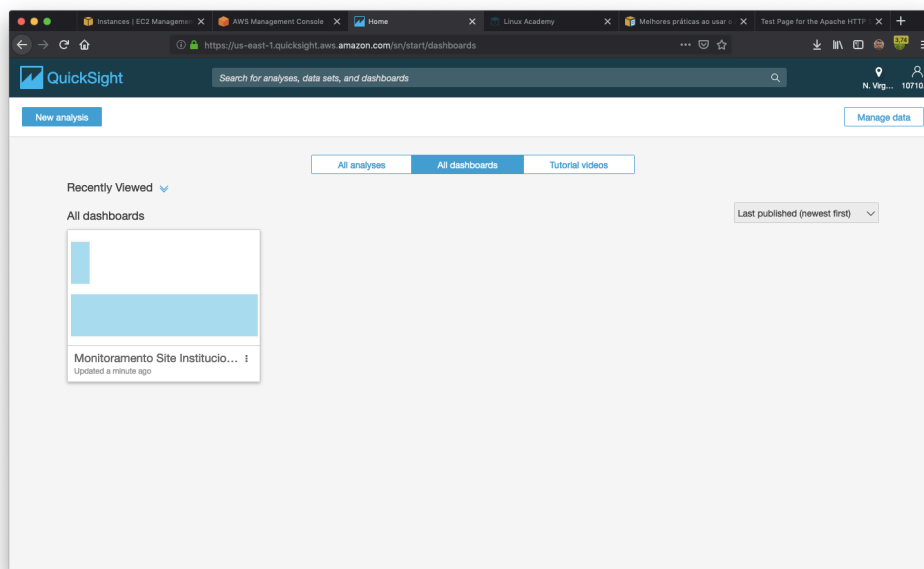 Instances | EC2 Managemen
AWS Management Console
Home
Linux Academy
Melhores práticas ao usar o
Test Page for the Apache HTTP
https://us-east-1.quicksight.aws.amazon.com/sn/start/dashboards
3,74
QuickSight
Search for analyses, data sets, and dashboards
N. Virg...
10710
New analysis
Manage data
All analyses
All dashboards
Tutorial videos
Recently Viewed
All dashboards
Last published (newest first)
Monitoramento Site Institucio...
Updated a minute ago